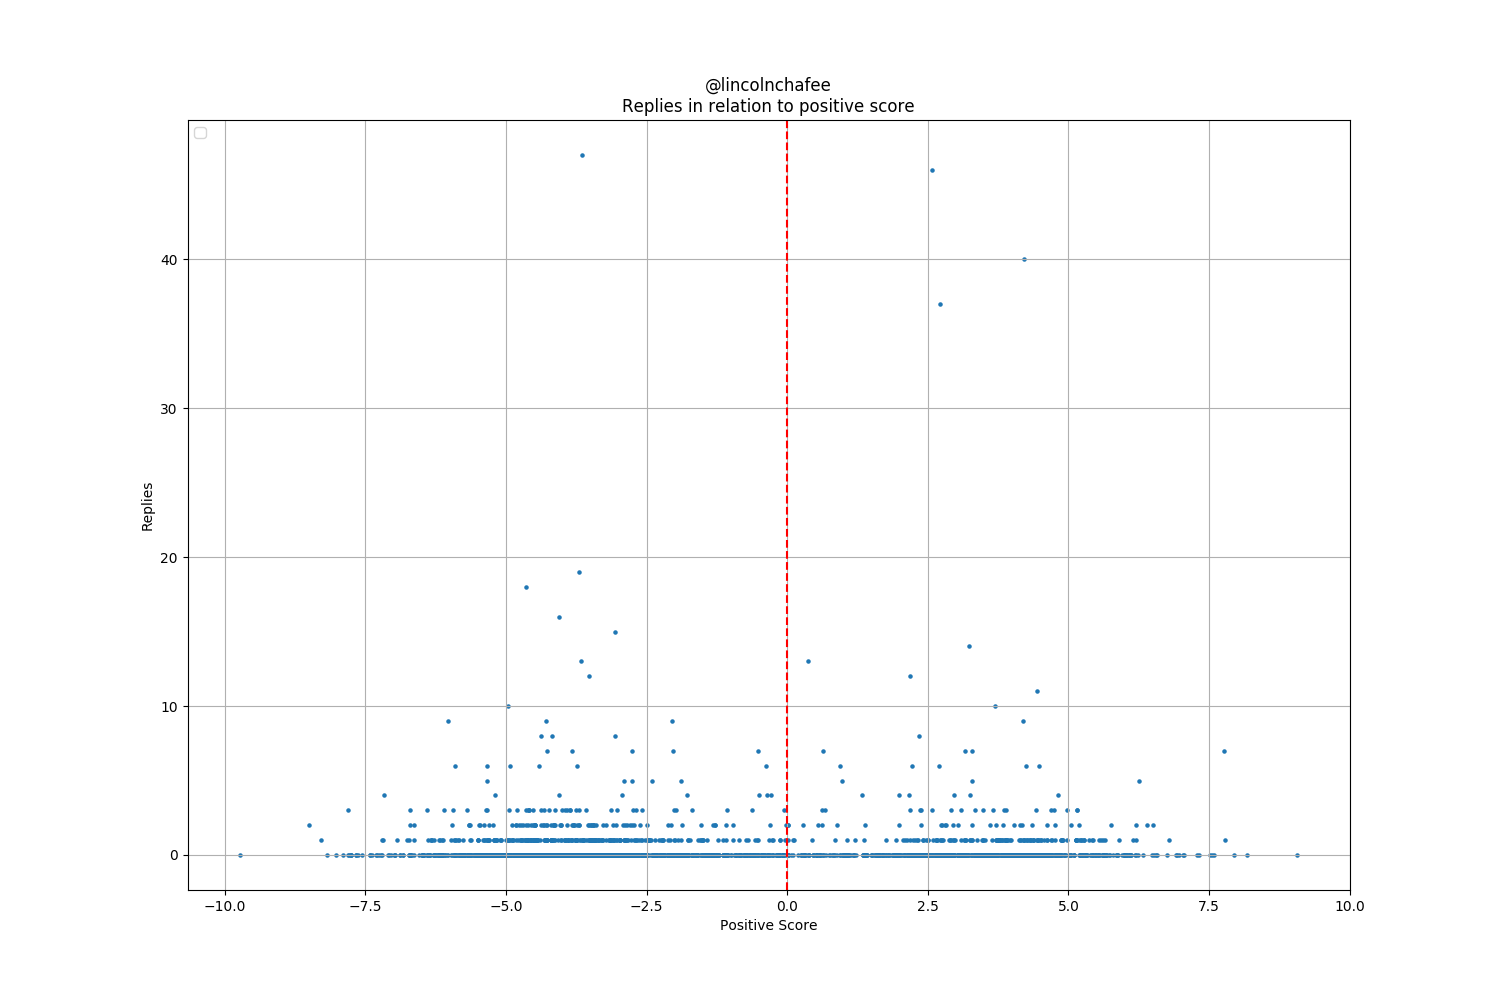 @lincolnchafee
Replies in relation to positive score
40
30
20
10
0
Replies
−10.0 −7.5 −5.0 −2.5 0.0 2.5 5.0 7.5 10.0
Positive Score